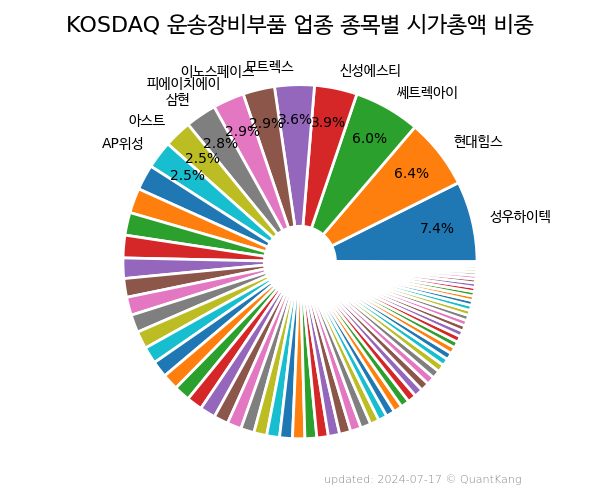 KOSDAQ 운송장비부품 업종 종목별 시가총액 비중
성우하이텍
7.4%
현대힘스
6.4%
쎄트렉아이
6.0%
신성에스티
3.9%
모트렉스
3.6%
이노스페이스
2.9%
피에이치에이
2.9%
삼현
2.8%
아스트
2.5%
AP위성
2.5%
updated: 2024-07-17 © QuantKang